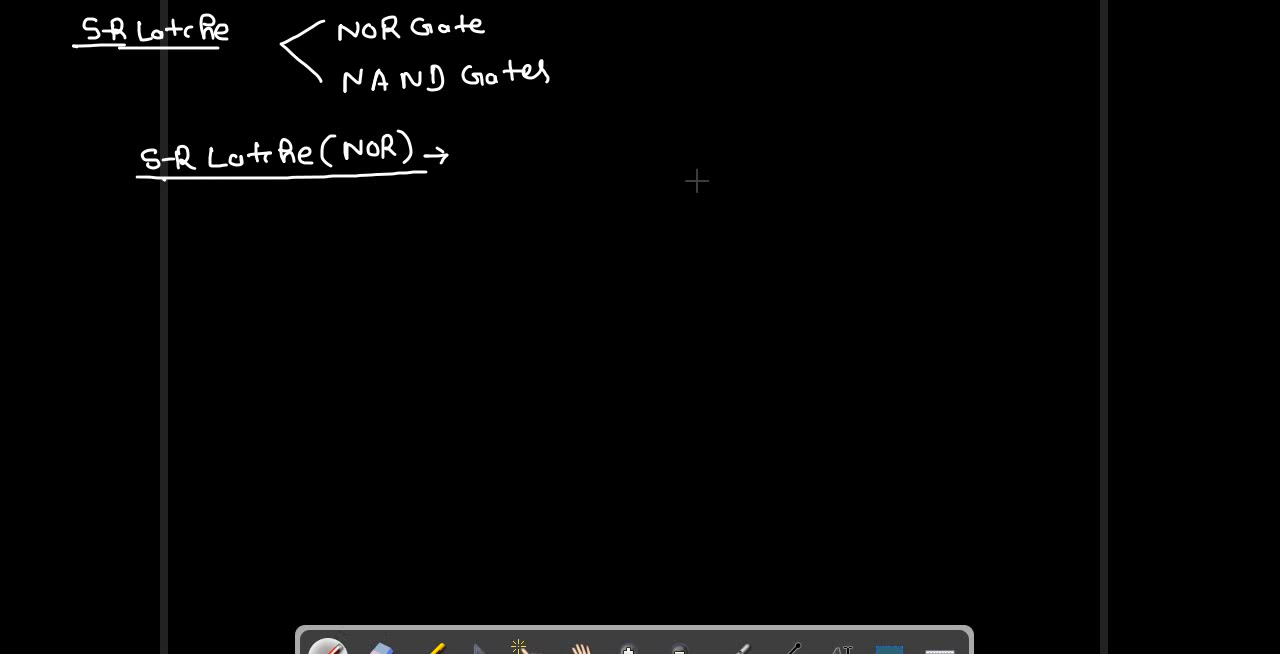 S-R Latche
NOR Gate
NAND Gates
S-R Latche (NOR) →